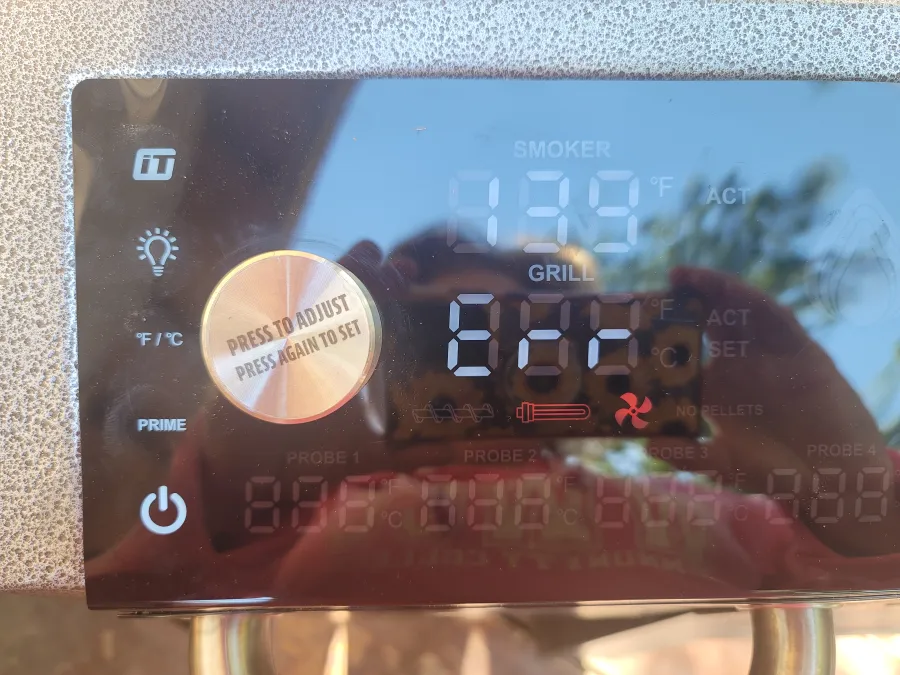 iT
SMOKER
139 °F ACT
GRILL
Err °F ACT
°C SET
PRESS TO ADJUST
PRESS AGAIN TO SET
°F / °C
NO PELLETS
PRIME
PROBE 1 PROBE 2 PROBE 3 PROBE 4
°F °F °F
°C °C °C